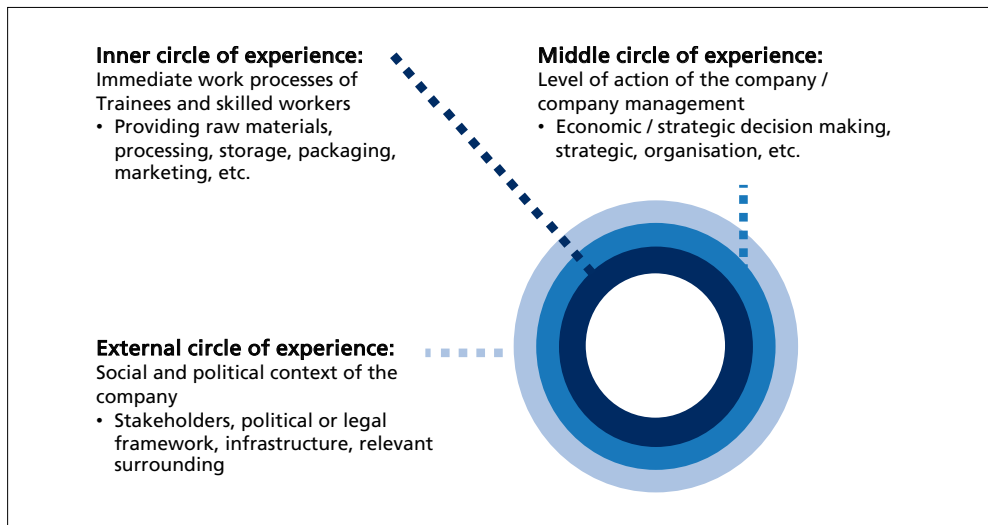 Inner circle of experience:
Immediate work processes of
Trainees and skilled workers
• Providing raw materials,
processing, storage, packaging,
marketing, etc.
Middle circle of experience:
Level of action of the company /
company management
• Economic / strategic decision making,
strategic, organisation, etc.
External circle of experience:
Social and political context of the
company
• Stakeholders, political or legal
framework, infrastructure, relevant
surrounding